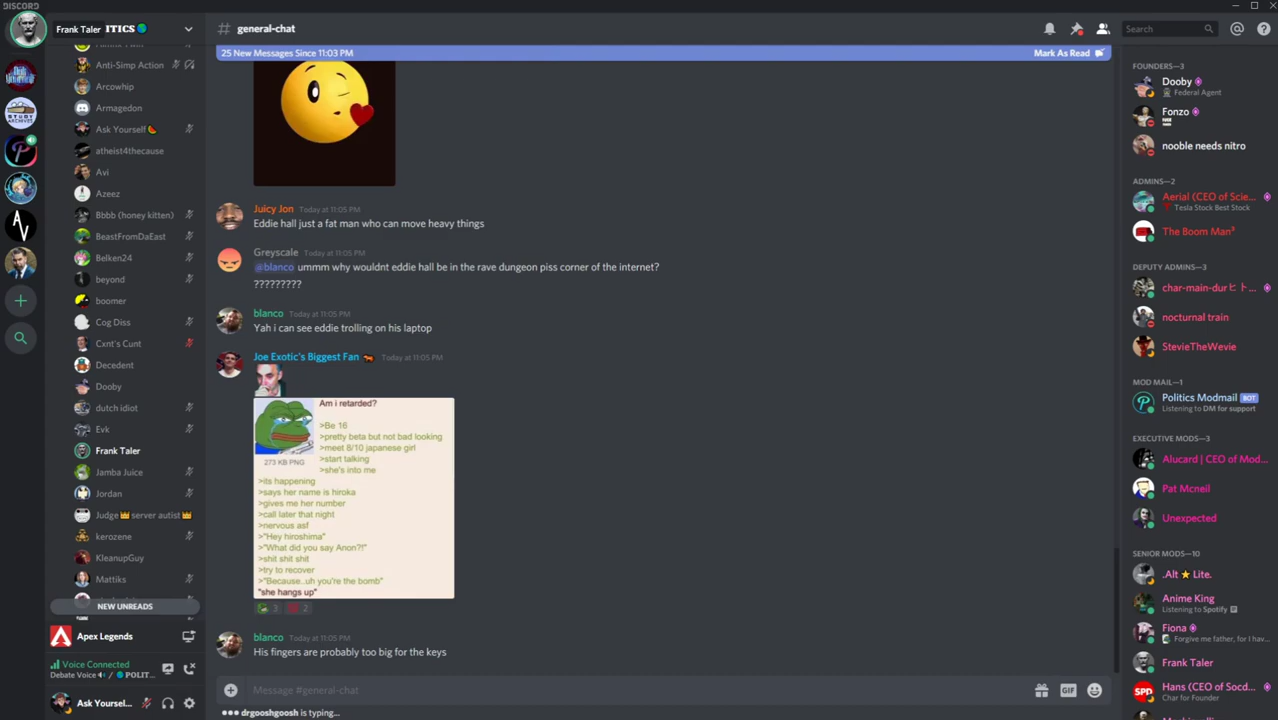 DISCORD
Frank Taler
ITICS
Anti-Simp Action
Arcowhip
Armagedon
Ask Yourself
atheist4thecause
Avi
Azeez
Bbbb (honey kitten)
BeastFromDaEast
Belken24
beyond
boomer
Cog Diss
Cxnt's Cunt
Decedent
Dooby
dutch idiot
Evk
Frank Taler
Jamba Juice
Jordan
Judge 👑 server autist 👑
kerozene
KleanupGuy
Mattiks
NEW UNREADS
Apex Legends
Voice Connected
Debate Voice / POLIT...
Ask Yoursel...
# general-chat
Search
25 New Messages Since 11:03 PM
Mark As Read
Juicy Jon Today at 11:05 PM
Eddie hall just a fat man who can move heavy things
Greyscale Today at 11:05 PM
@blanco ummm why wouldnt eddie hall be in the rave dungeon piss corner of the internet?
?????????
blanco Today at 11:05 PM
Yah i can see eddie trolling on his laptop
Joe Exotic's Biggest Fan Today at 11:05 PM
Am i retarded?
>Be 16
>pretty beta but not bad looking
>meet 8/10 japanese girl
>start talking
>she's into me
273 KB PNG
>its happening
>says her name is hiroka
>gives me her number
>call later that night
>nervous asf
>"Hey hiroshima"
>"What did you say Anon?!"
>shit shit shit
>try to recover
>"Because..uh you're the bomb"
"she hangs up"
3 2
blanco Today at 11:05 PM
His fingers are probably too big for the keys
Message #general-chat
GIF
drgooshgoosh is typing...
FOUNDERS—3
Dooby
Federal Agent
Fonzo
nooble needs nitro
ADMINS—2
Aerial (CEO of Scie...
Tesla Stock Best Stock
The Boom Man³
DEPUTY ADMINS—3
char-main-durヒト...
nocturnal train
StevieTheWevie
MOD MAIL—1
Politics Modmail BOT
Listening to DM for support
EXECUTIVE MODS—3
Alucard | CEO of Mod...
Pat Mcneil
Unexpected
SENIOR MODS—10
.Alt ⭐ Lite.
Anime King
Listening to Spotify
Fiona
Forgive me father, for I hav...
Frank Taler
SPD
Hans (CEO of Socd...
Char for Founder